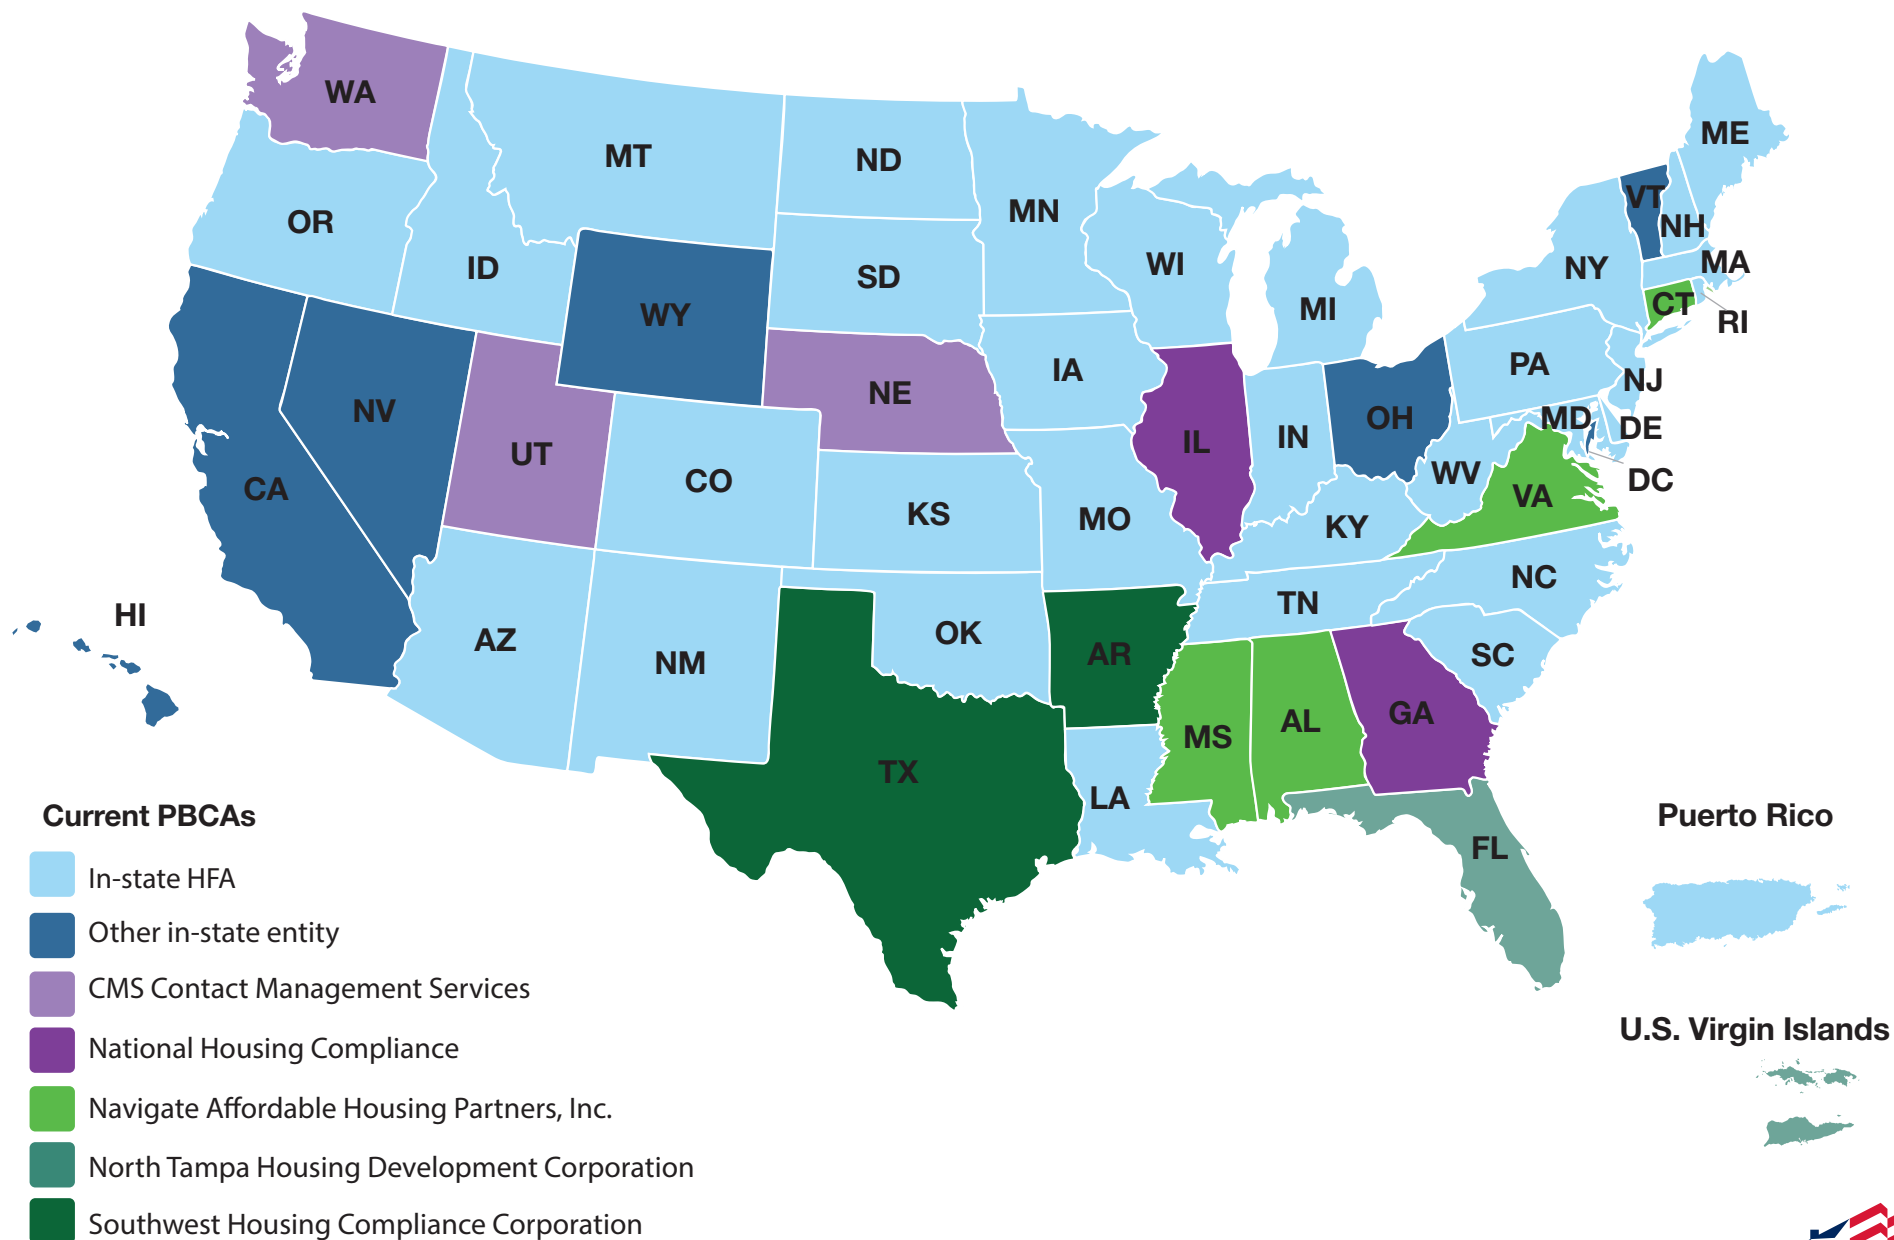 WA
MT
ND
MN
ME
OR
ID
WY
SD
WI
MI
NY
VT
NH
MA
CT
RI
NV
UT
CO
NE
IA
IL
IN
OH
PA
NJ
MD
DE
DC
CA
KS
MO
KY
WV
VA
HI
AZ
NM
OK
AR
TN
NC
SC
TX
LA
MS
AL
GA
FL
Current PBCAs
In-state HFA
Other in-state entity
CMS Contact Management Services
National Housing Compliance
Navigate Affordable Housing Partners, Inc.
North Tampa Housing Development Corporation
Southwest Housing Compliance Corporation
Puerto Rico
U.S. Virgin Islands